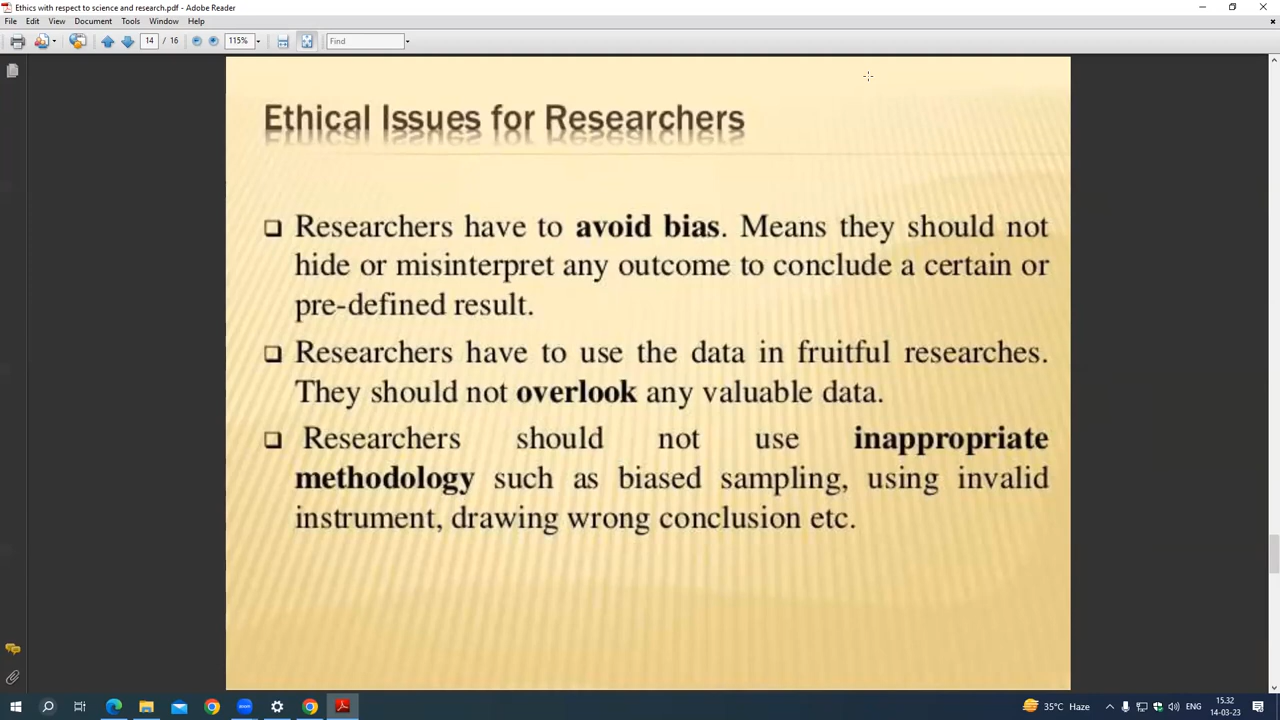 Ethics with respect to science and research.pdf - Adobe Reader
File Edit View Document Tools Window Help
14 / 16 115% Find
Ethical Issues for Researchers
Researchers have to avoid bias. Means they should not
hide or misinterpret any outcome to conclude a certain or
pre-defined result.
Researchers have to use the data in fruitful researches.
They should not overlook any valuable data.
Researchers should not use inappropriate
methodology such as biased sampling, using invalid
instrument, drawing wrong conclusion etc.
zoom
35°C Haze ENG 15.32
14-03-23